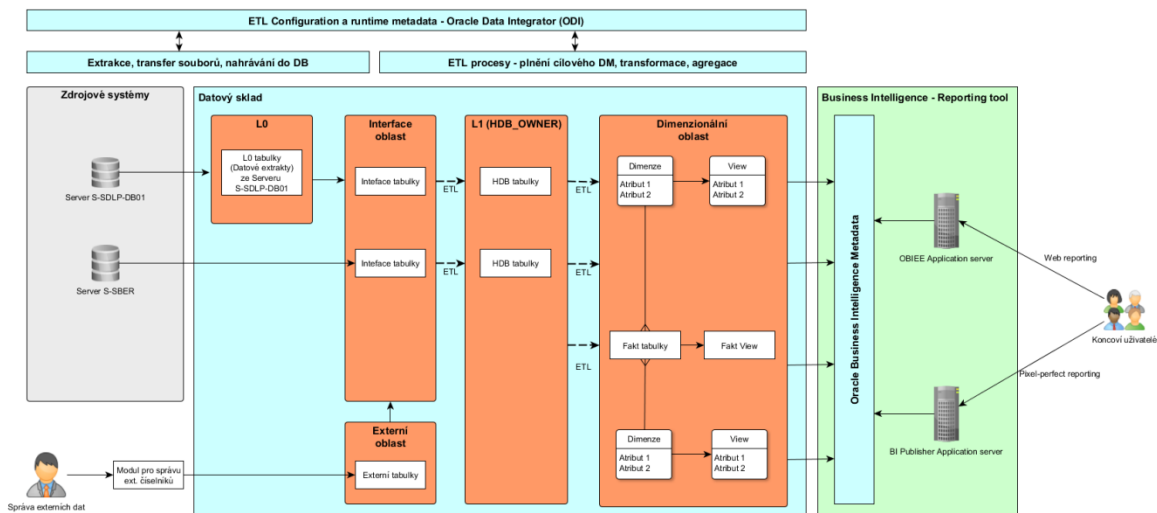 ETL Configuration a runtime metadata - Oracle Data Integrator (ODI)
Extrakce, transfer souborů, nahrávání do DB
ETL procesy - plnění cílového DM, transformace, agregace
Zdrojové systémy
Server S-SDLP-DB01
Server S-SBER
Správa externích dat
Modul pro správu
ext. číselníků
Datový sklad
L0
L0 tabulky
(Datové extrakty)
ze Serveru
S-SDLP-DB01
Interface
oblast
Inteface tabulky
Inteface tabulky
Externí
oblast
Externí tabulky
ETL
ETL
L1 (HDB_OWNER)
HDB tabulky
HDB tabulky
ETL
ETL
ETL
Dimenzionální
oblast
Dimenze
Atribut 1
Atribut 2
View
Atribut 1
Atribut 2
Fakt tabulky
Fakt View
Dimenze
Atribut 1
Atribut 2
View
Atribut 1
Atribut 2
Business Intelligence - Reporting tool
Oracle Business Intelligence Metadata
OBIEE Application server
BI Publisher Application server
Web reporting
Pixel-perfect reporting
Koncoví uživatelé